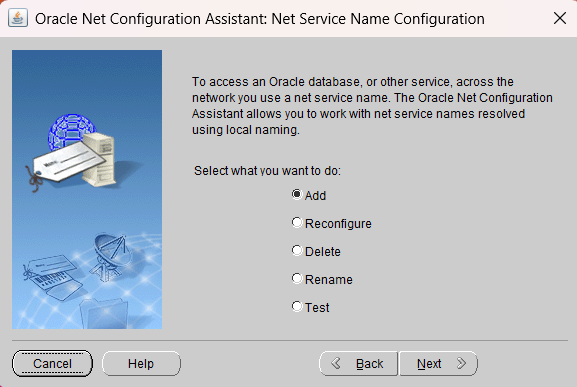 Oracle Net Configuration Assistant: Net Service Name Configuration
To access an Oracle database, or other service, across the
network you use a net service name. The Oracle Net Configuration
Assistant allows you to work with net service names resolved
using local naming.
Select what you want to do:
Add
Reconfigure
Delete
Rename
Test
Cancel
Help
Back
Next